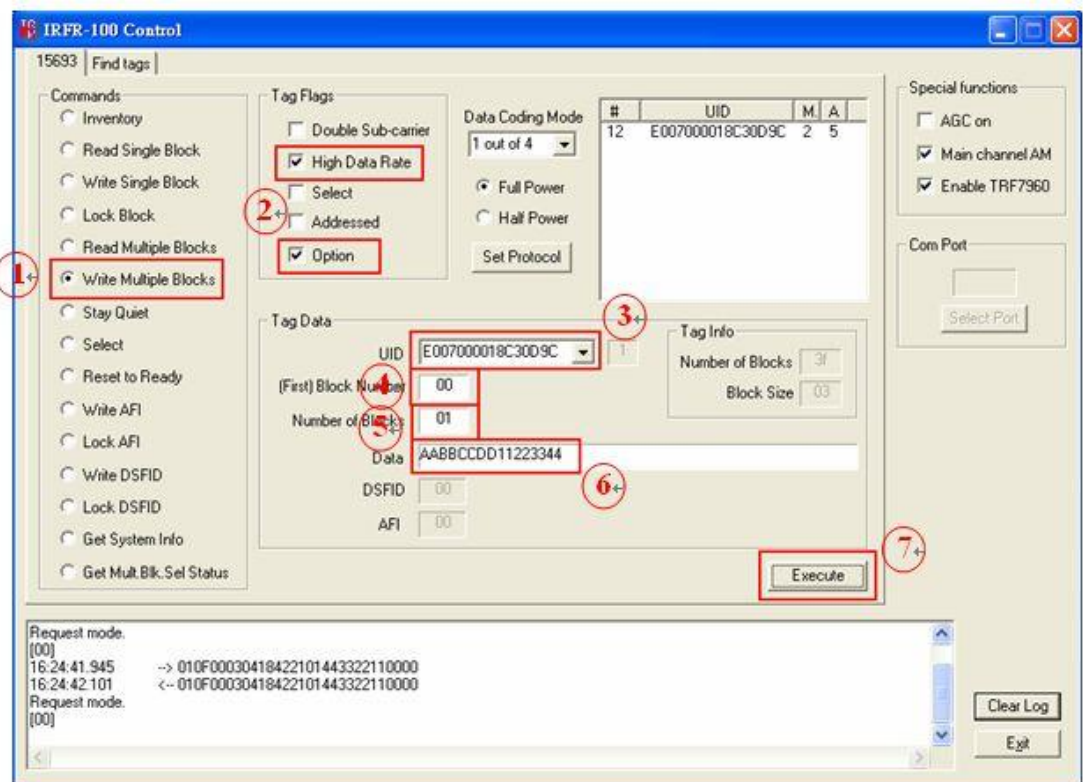 IRFR-100 Control
15693
Find tags
Commands
Inventory
Read Single Block
Write Single Block
Lock Block
Read Multiple Blocks
1
Write Multiple Blocks
Stay Quiet
Select
Reset to Ready
Write AFI
Lock AFI
Write DSFID
Lock DSFID
Get System Info
Get Mult.Blk.Sel Status
Tag Flags
Double Sub-carrier
High Data Rate
Select
2
Addressed
Option
Data Coding Mode
1 out of 4
Full Power
Half Power
Set Protocol
# UID M. A
12 E007000018C30D9C 2 5
Special functions
AGC on
Main channel AM
Enable TRF7960
Com Port
Select Port
Tag Data
3
UID E007000018C30D9C 1
4
(First) Block Number 00
5
Number of Blocks 01
Data AABBCCDD11223344
6
DSFID 00
AFI 00
Tag Info
Number of Blocks 3f
Block Size 03
7
Execute
Request mode.
[00]
16:24:41.945 --> 010F000304184221014433221​10000
16:24:42.101 <-- 010F00030418422101443322110000
Request mode.
[00]
Clear Log
Exit